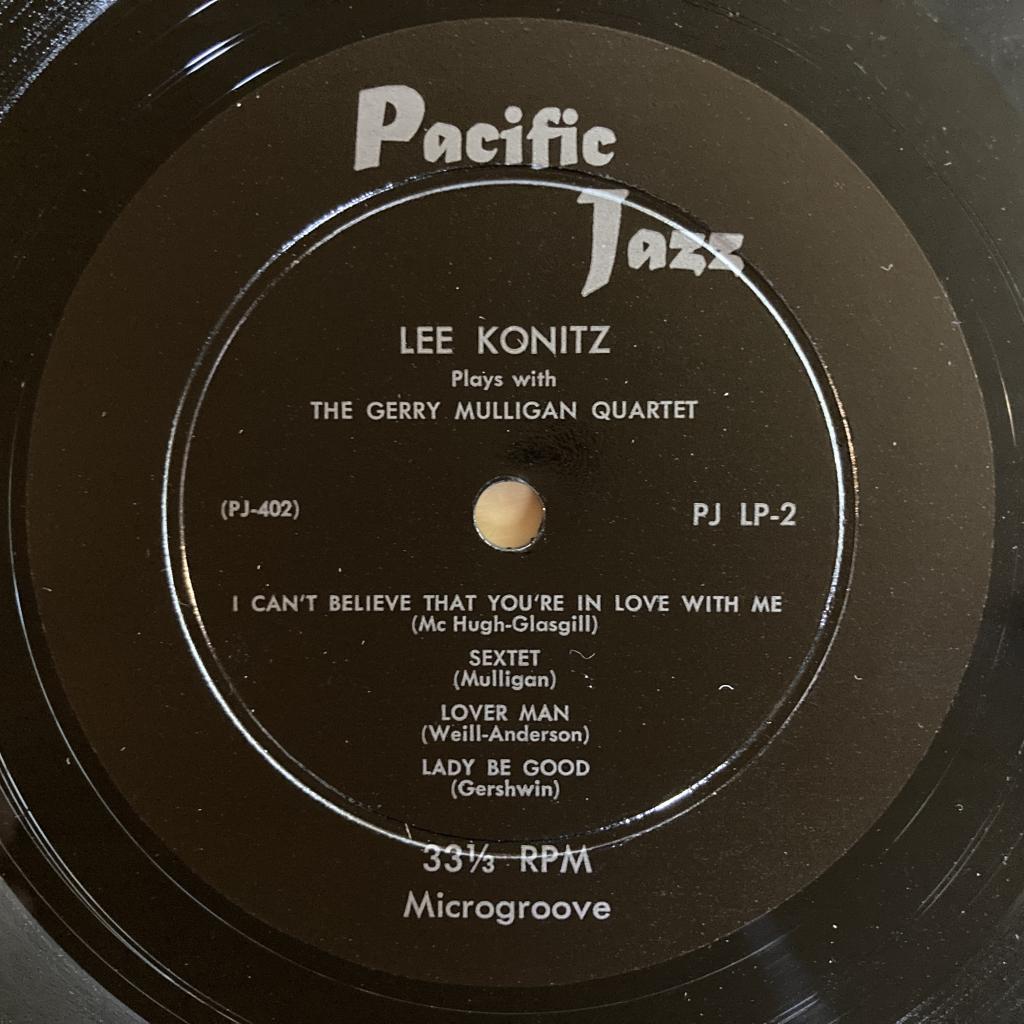 Pacific
Jazz
LEE KONITZ
Plays with
THE GERRY MULLIGAN QUARTET
(PJ-402)
PJ LP-2
I CAN'T BELIEVE THAT YOU'RE IN LOVE WITH ME
(Mc Hugh-Glasgill)
SEXTET
(Mulligan)
LOVER MAN
(Weill-Anderson)
LADY BE GOOD
(Gershwin)
33⅓ RPM
Microgroove